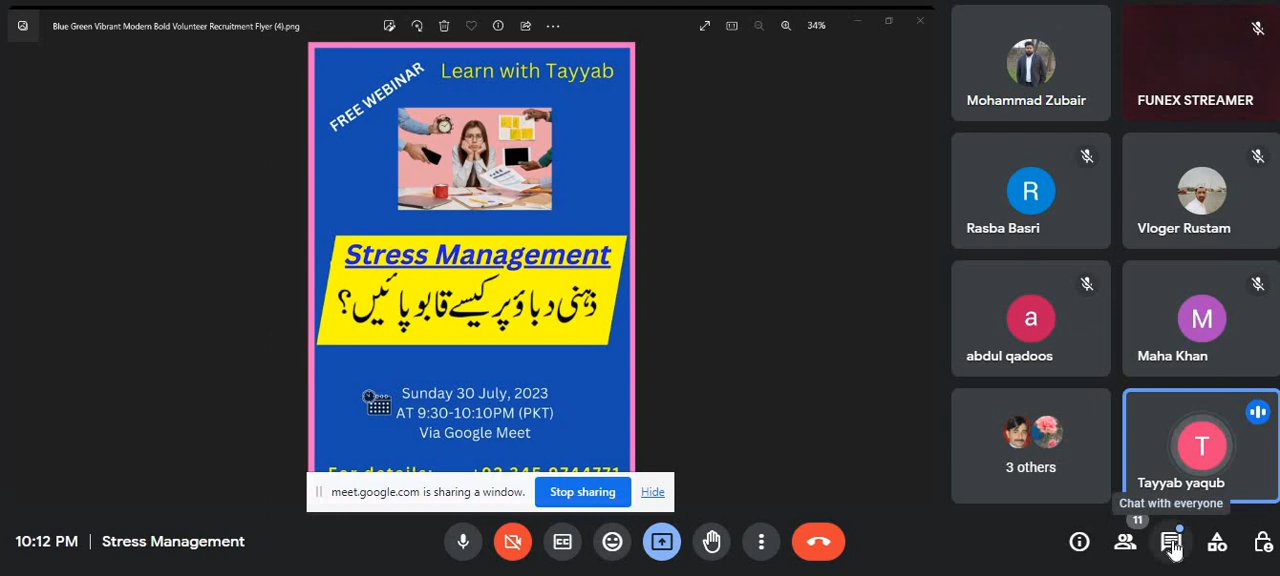 Blue Green Vibrant Modern Bold Volunteer Recruitment Flyer (4).png
34%
FREE WEBINAR
Learn with Tayyab
Stress Management
ذہنی دباؤ پر کیسے قابو پائیں؟
Sunday 30 July, 2023
AT 9:30-10:10PM (PKT)
Via Google Meet
For details:
meet.google.com is sharing a window.
Stop sharing
Hide
Mohammad Zubair
FUNEX STREAMER
R
Rasba Basri
Vloger Rustam
a
abdul qadoos
M
Maha Khan
3 others
T
Tayyab yaqub
Chat with everyone
11
10:12 PM | Stress Management